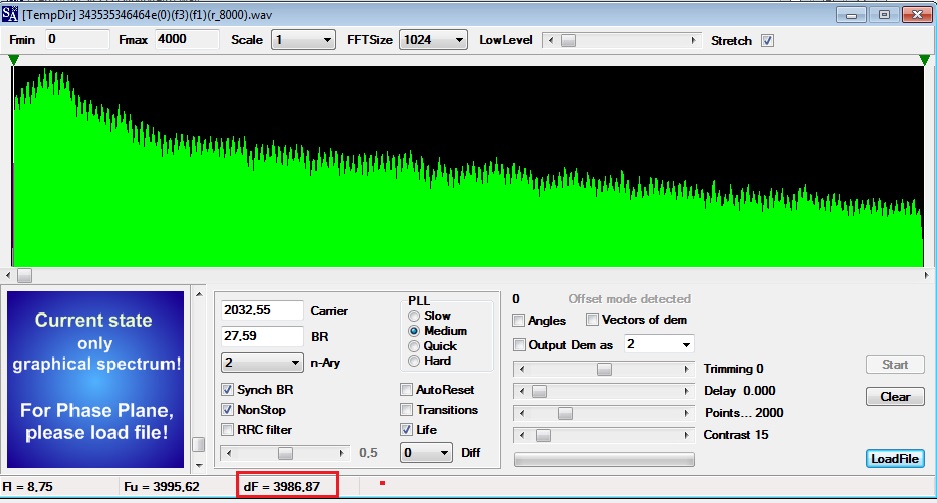 SA [TempDir] 343535346464e(0)(f3)(f1)(r_8000).wav
Fmin 0 Fmax 4000 Scale 1 FFTSize 1024 LowLevel Stretch
Current state
only
graphical spectrum!
For Phase Plane,
please load file!
2032,55 Carrier
27,59 BR
2 n-Ary
Synch BR
NonStop
RRC filter
0.5
PLL
Slow
Medium
Quick
Hard
AutoReset
Transitions
Life
0 Diff
0 Offset mode detected
Angles Vectors of dem
Output Dem as 2
Trimming 0
Delay 0.000
Points... 2000
Contrast 15
Start
Clear
LoadFile
Fl = 8,75 Fu = 3995,62 dF = 3986,87